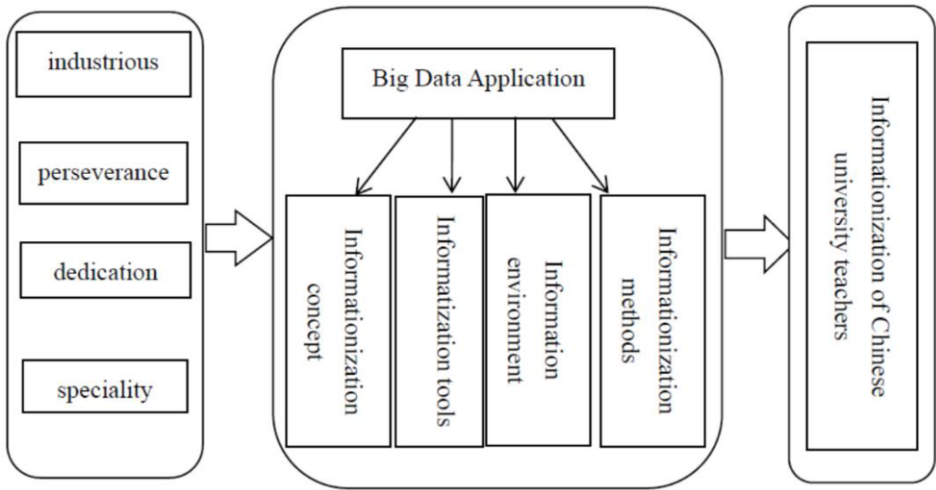 industrious
perseverance
dedication
speciality
Big Data Application
Informationization
concept
Informatization tools
Information
environment
Informationization
methods
Informationization of Chinese
university teachers